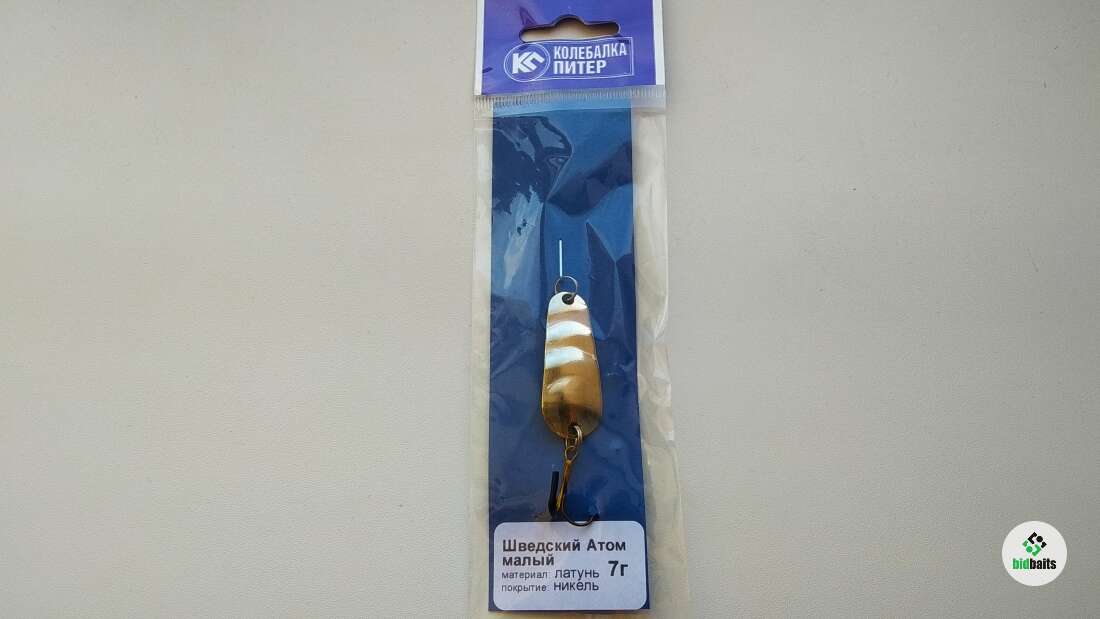 КОЛЕБАЛКА
ПИТЕР
Шведский Атом
малый
материал: латунь 7г
покрытие: никель
bidbaits